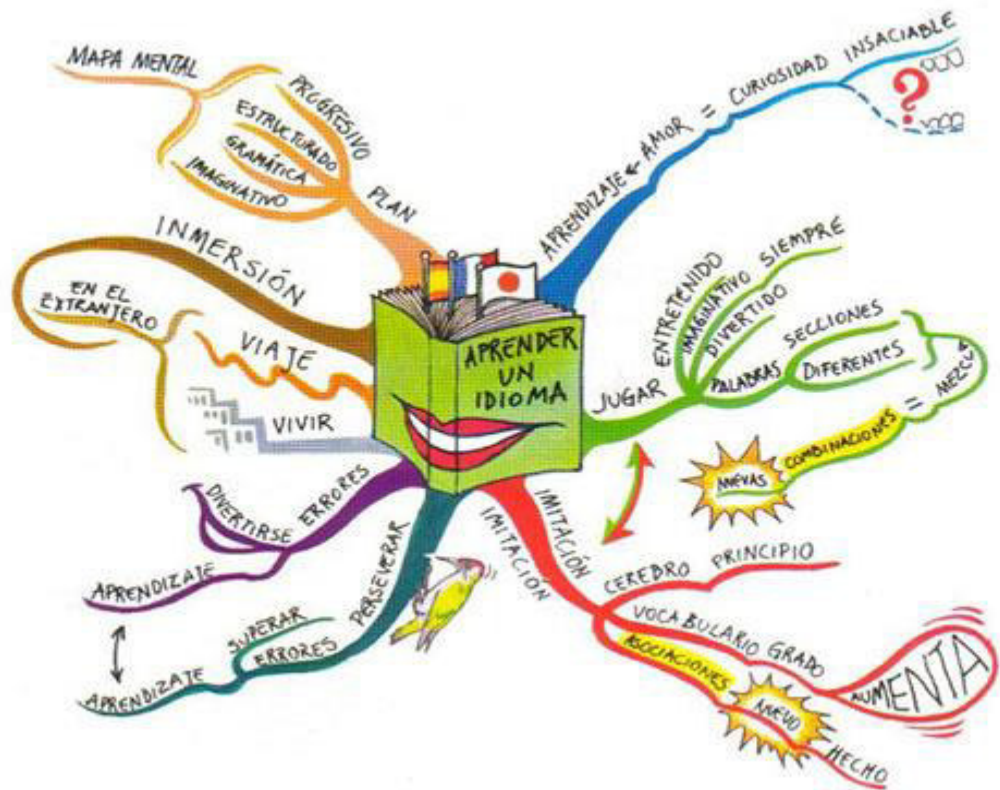 APRENDER
UN
IDIOMA
APRENDIZAJE ← AMOR = CURIOSIDAD INSACIABLE
?
JUGAR
ENTRETENIDO
IMAGINATIVO SIEMPRE
DIVERTIDO
PALABRAS SECCIONES
DIFERENTES
= MEZCLA
COMBINACIONES
NUEVAS
IMITACIÓN
IMITACIÓN
CEREBRO PRINCIPIO
VOCABULARIO GRADO
AUMENTA
ASOCIACIONES
NUEVO
HECHO
PERSEVERAR
SUPERAR
ERRORES
APRENDIZAJE
ERRORES
DIVERTIRSE
APRENDIZAJE
VIVIR
VIAJE
INMERSIÓN
EN EL
EXTRANJERO
PLAN
PROGRESIVO
ESTRUCTURADO
GRAMÁTICA
IMAGINATIVO
MAPA MENTAL